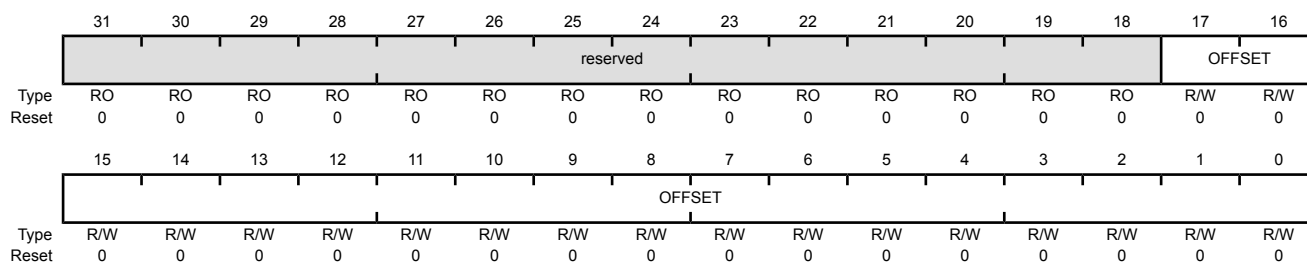 31 30 29 28 27 26 25 24 23 22 21 20 19 18 17 16
reserved OFFSET
Type RO RO RO RO RO RO RO RO RO RO RO RO RO RO R/W R/W
Reset 0 0 0 0 0 0 0 0 0 0 0 0 0 0 0 0
15 14 13 12 11 10 9 8 7 6 5 4 3 2 1 0
OFFSET
Type R/W R/W R/W R/W R/W R/W R/W R/W R/W R/W R/W R/W R/W R/W R/W R/W
Reset 0 0 0 0 0 0 0 0 0 0 0 0 0 0 0 0